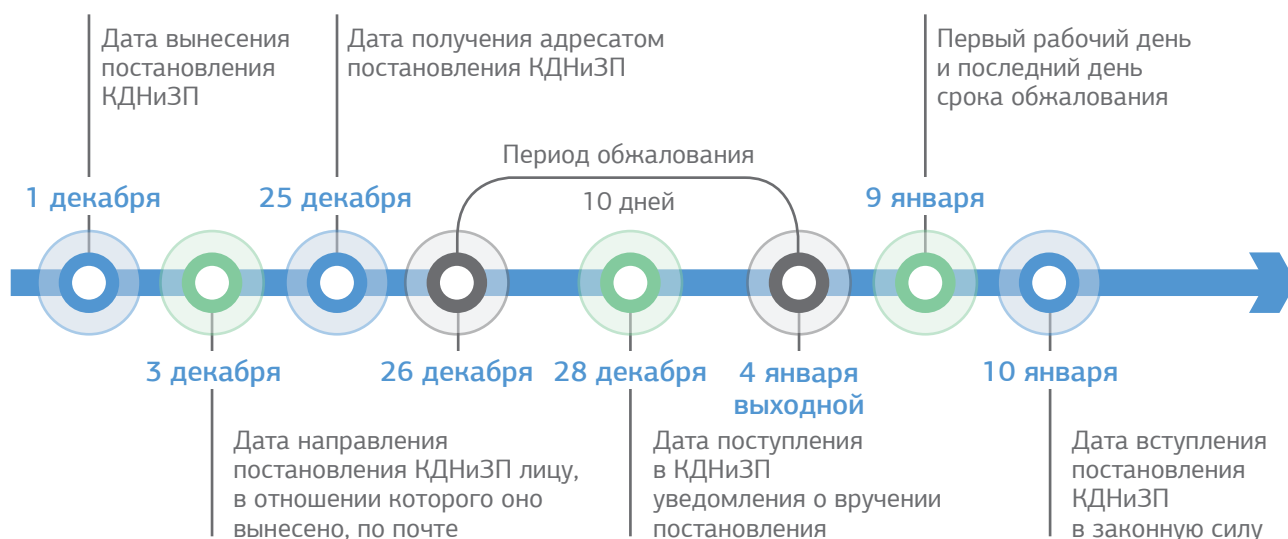 Дата вынесения
постановления
КДНиЗП
Дата получения адресатом
постановления КДНиЗП
Первый рабочий день
и последний день
срока обжалования
Период обжалования
10 дней
1 декабря
25 декабря
9 января
3 декабря
26 декабря
28 декабря
4 января
выходной
10 января
Дата направления
постановления КДНиЗП лицу,
в отношении которого оно
вынесено, по почте
Дата поступления
в КДНиЗП
уведомления о вручении
постановления
Дата вступления
постановления
КДНиЗП
в законную силу